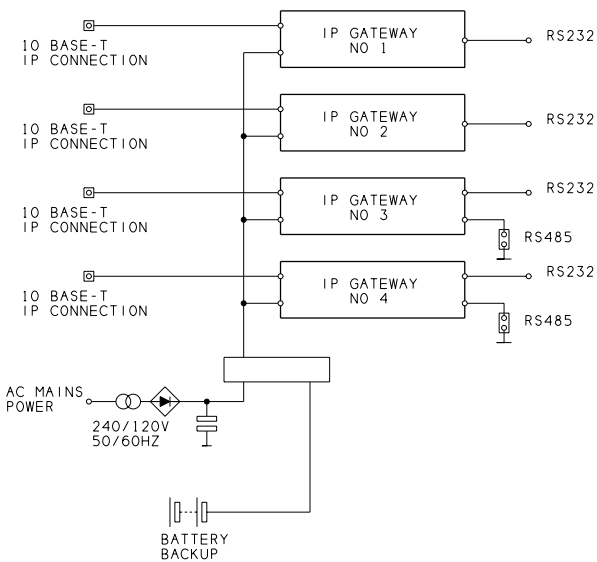 IP GATEWAY
NO 1
RS232
10 BASE-T
IP CONNECTION
IP GATEWAY
NO 2
RS232
10 BASE-T
IP CONNECTION
IP GATEWAY
NO 3
RS232
10 BASE-T
IP CONNECTION
RS485
IP GATEWAY
NO 4
RS232
10 BASE-T
IP CONNECTION
RS485
AC MAINS
POWER
240/120V
50/60HZ
BATTERY
BACKUP